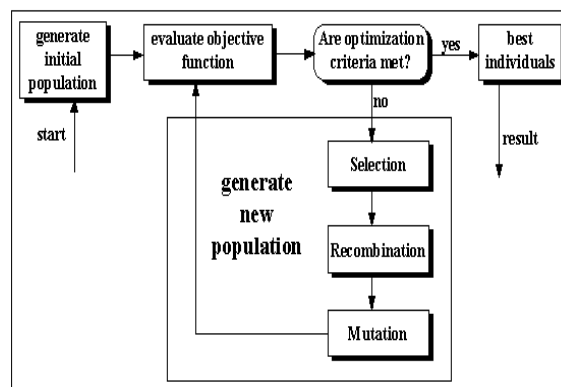 generate
initial
population
evaluate objective
function
Are optimization
criteria met?
yes
best
individuals
start
no
result
generate
new
population
Selection
Recombination
Mutation